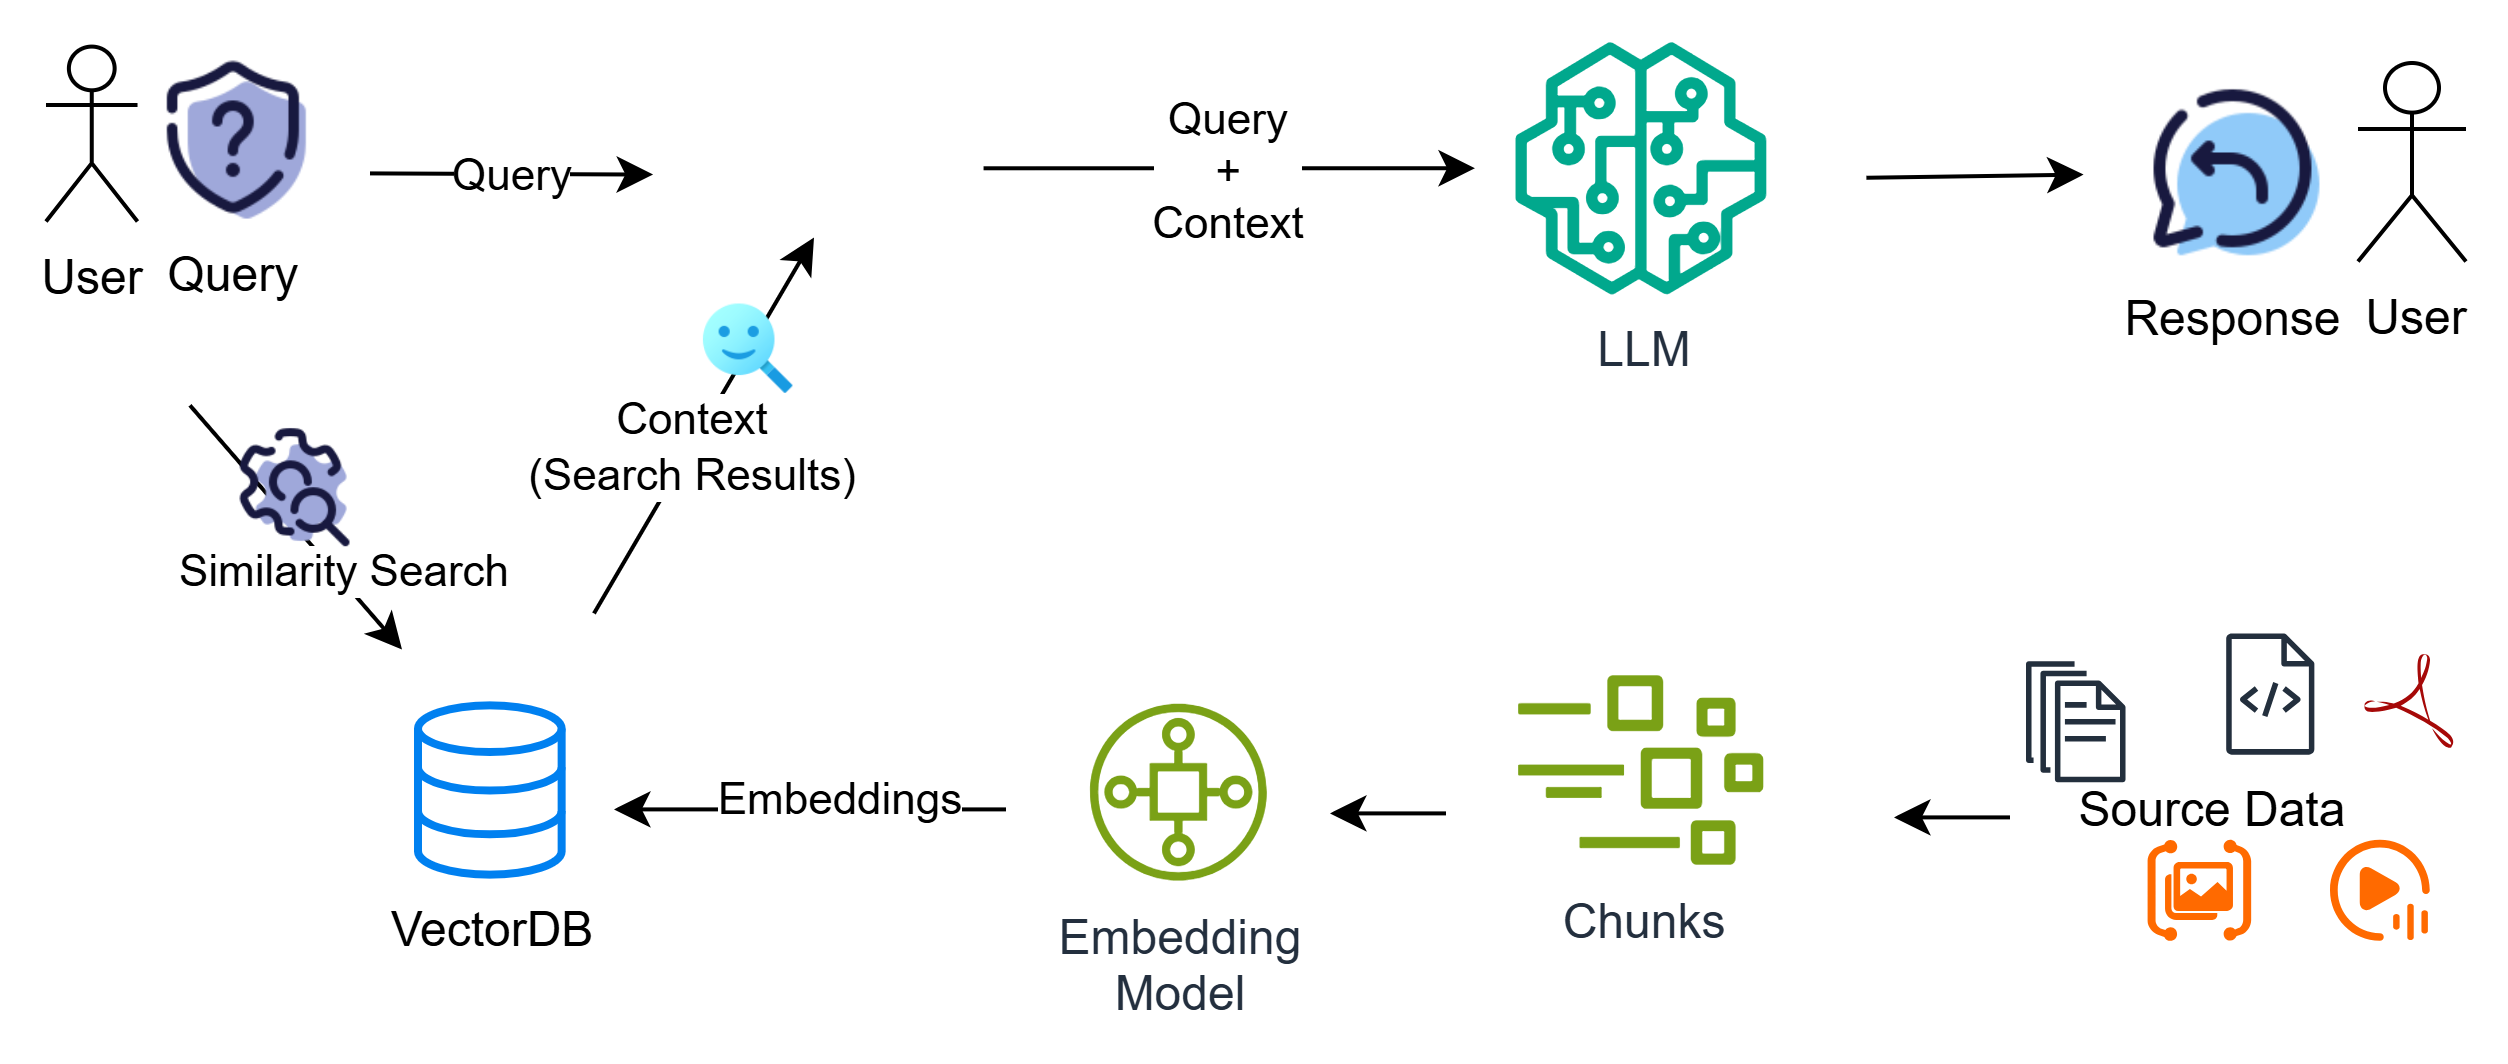 User
Query
Query
Query
+
Context
LLM
Response
User
Context
(Search Results)
Similarity Search
VectorDB
Embeddings
Embedding
Model
Chunks
Source Data